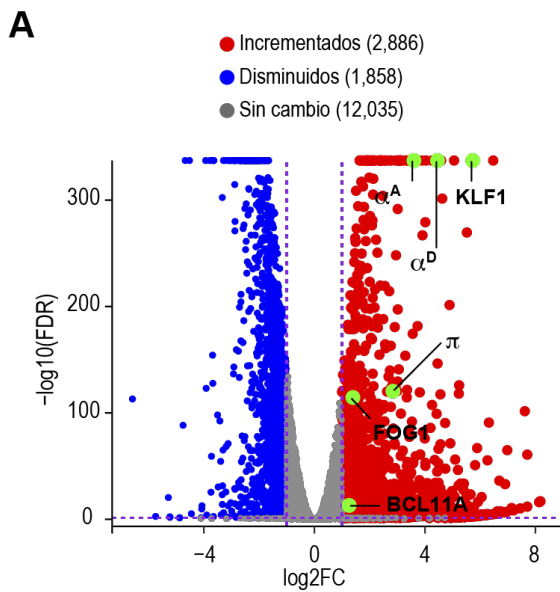 A
Incrementados (2,886)
Disminuidos (1,858)
Sin cambio (12,035)
−log10(FDR)
300
200
100
0
αA
KLF1
αD
π
FOG1
BCL11A
−4
0
4
8
log2FC